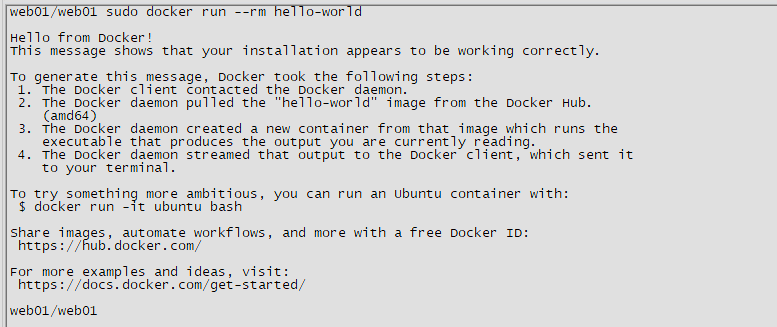 web01/web01 sudo docker run --rm hello-world
Hello from Docker!
This message shows that your installation appears to be working correctly.
To generate this message, Docker took the following steps:
1. The Docker client contacted the Docker daemon.
2. The Docker daemon pulled the "hello-world" image from the Docker Hub.
(amd64)
3. The Docker daemon created a new container from that image which runs the
executable that produces the output you are currently reading.
4. The Docker daemon streamed that output to the Docker client, which sent it
to your terminal.
To try something more ambitious, you can run an Ubuntu container with:
$ docker run -it ubuntu bash
Share images, automate workflows, and more with a free Docker ID:
https://hub.docker.com/
For more examples and ideas, visit:
https://docs.docker.com/get-started/
web01/web01